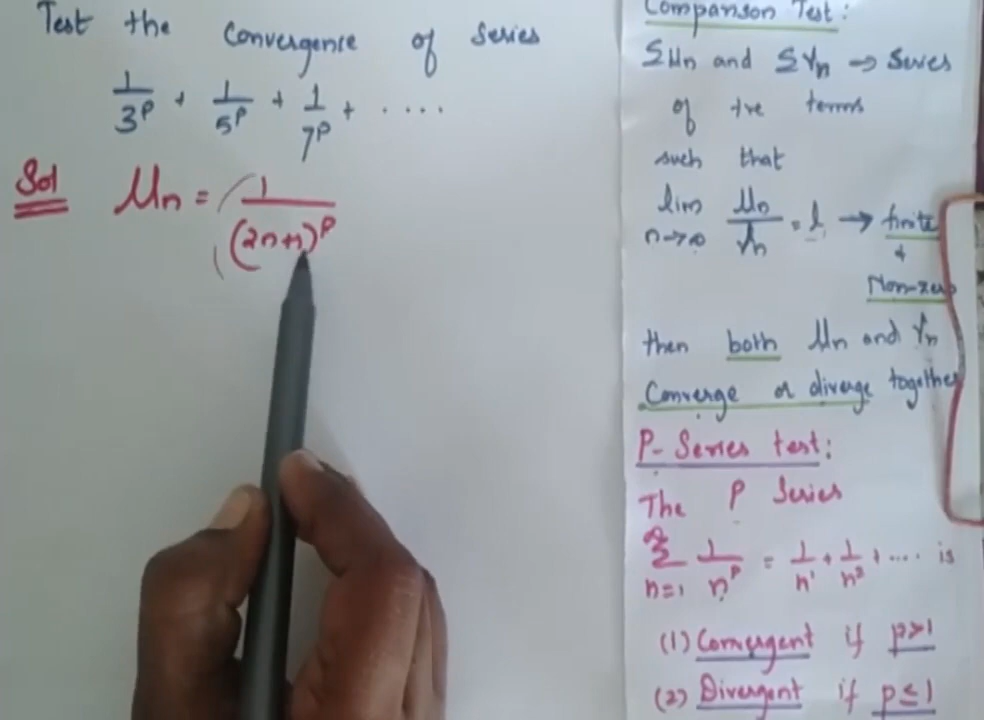 Test the Convergence of Series
1/3^p + 1/5^p + 1/7^p + ....
Sol Un = 1/(2n+1)^p
Comparison Test:
ΣUn and ΣVn → Series
of +ve terms
such that
lim n→∞ Un/Vn = l → finite
&
Non-zero
then both Un and Vn
Converge or diverge together
P-Series test:
The P Series
∞ Σ n=1 1/n^p = 1/n^1 + 1/n^2 + .... is
(1) Convergent if p>1
(2) Divergent if p≤1